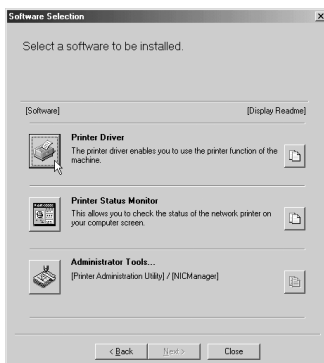 Software Selection
Select a software to be installed.
[Software] [Display Readme]
Printer Driver
The printer driver enables you to use the printer function of the
machine.
Printer Status Monitor
This allows you to check the status of the network printer on
your computer screen.
Administrator Tools...
[Printer Administration Utility] / [NICManager]
< Back Next > Close